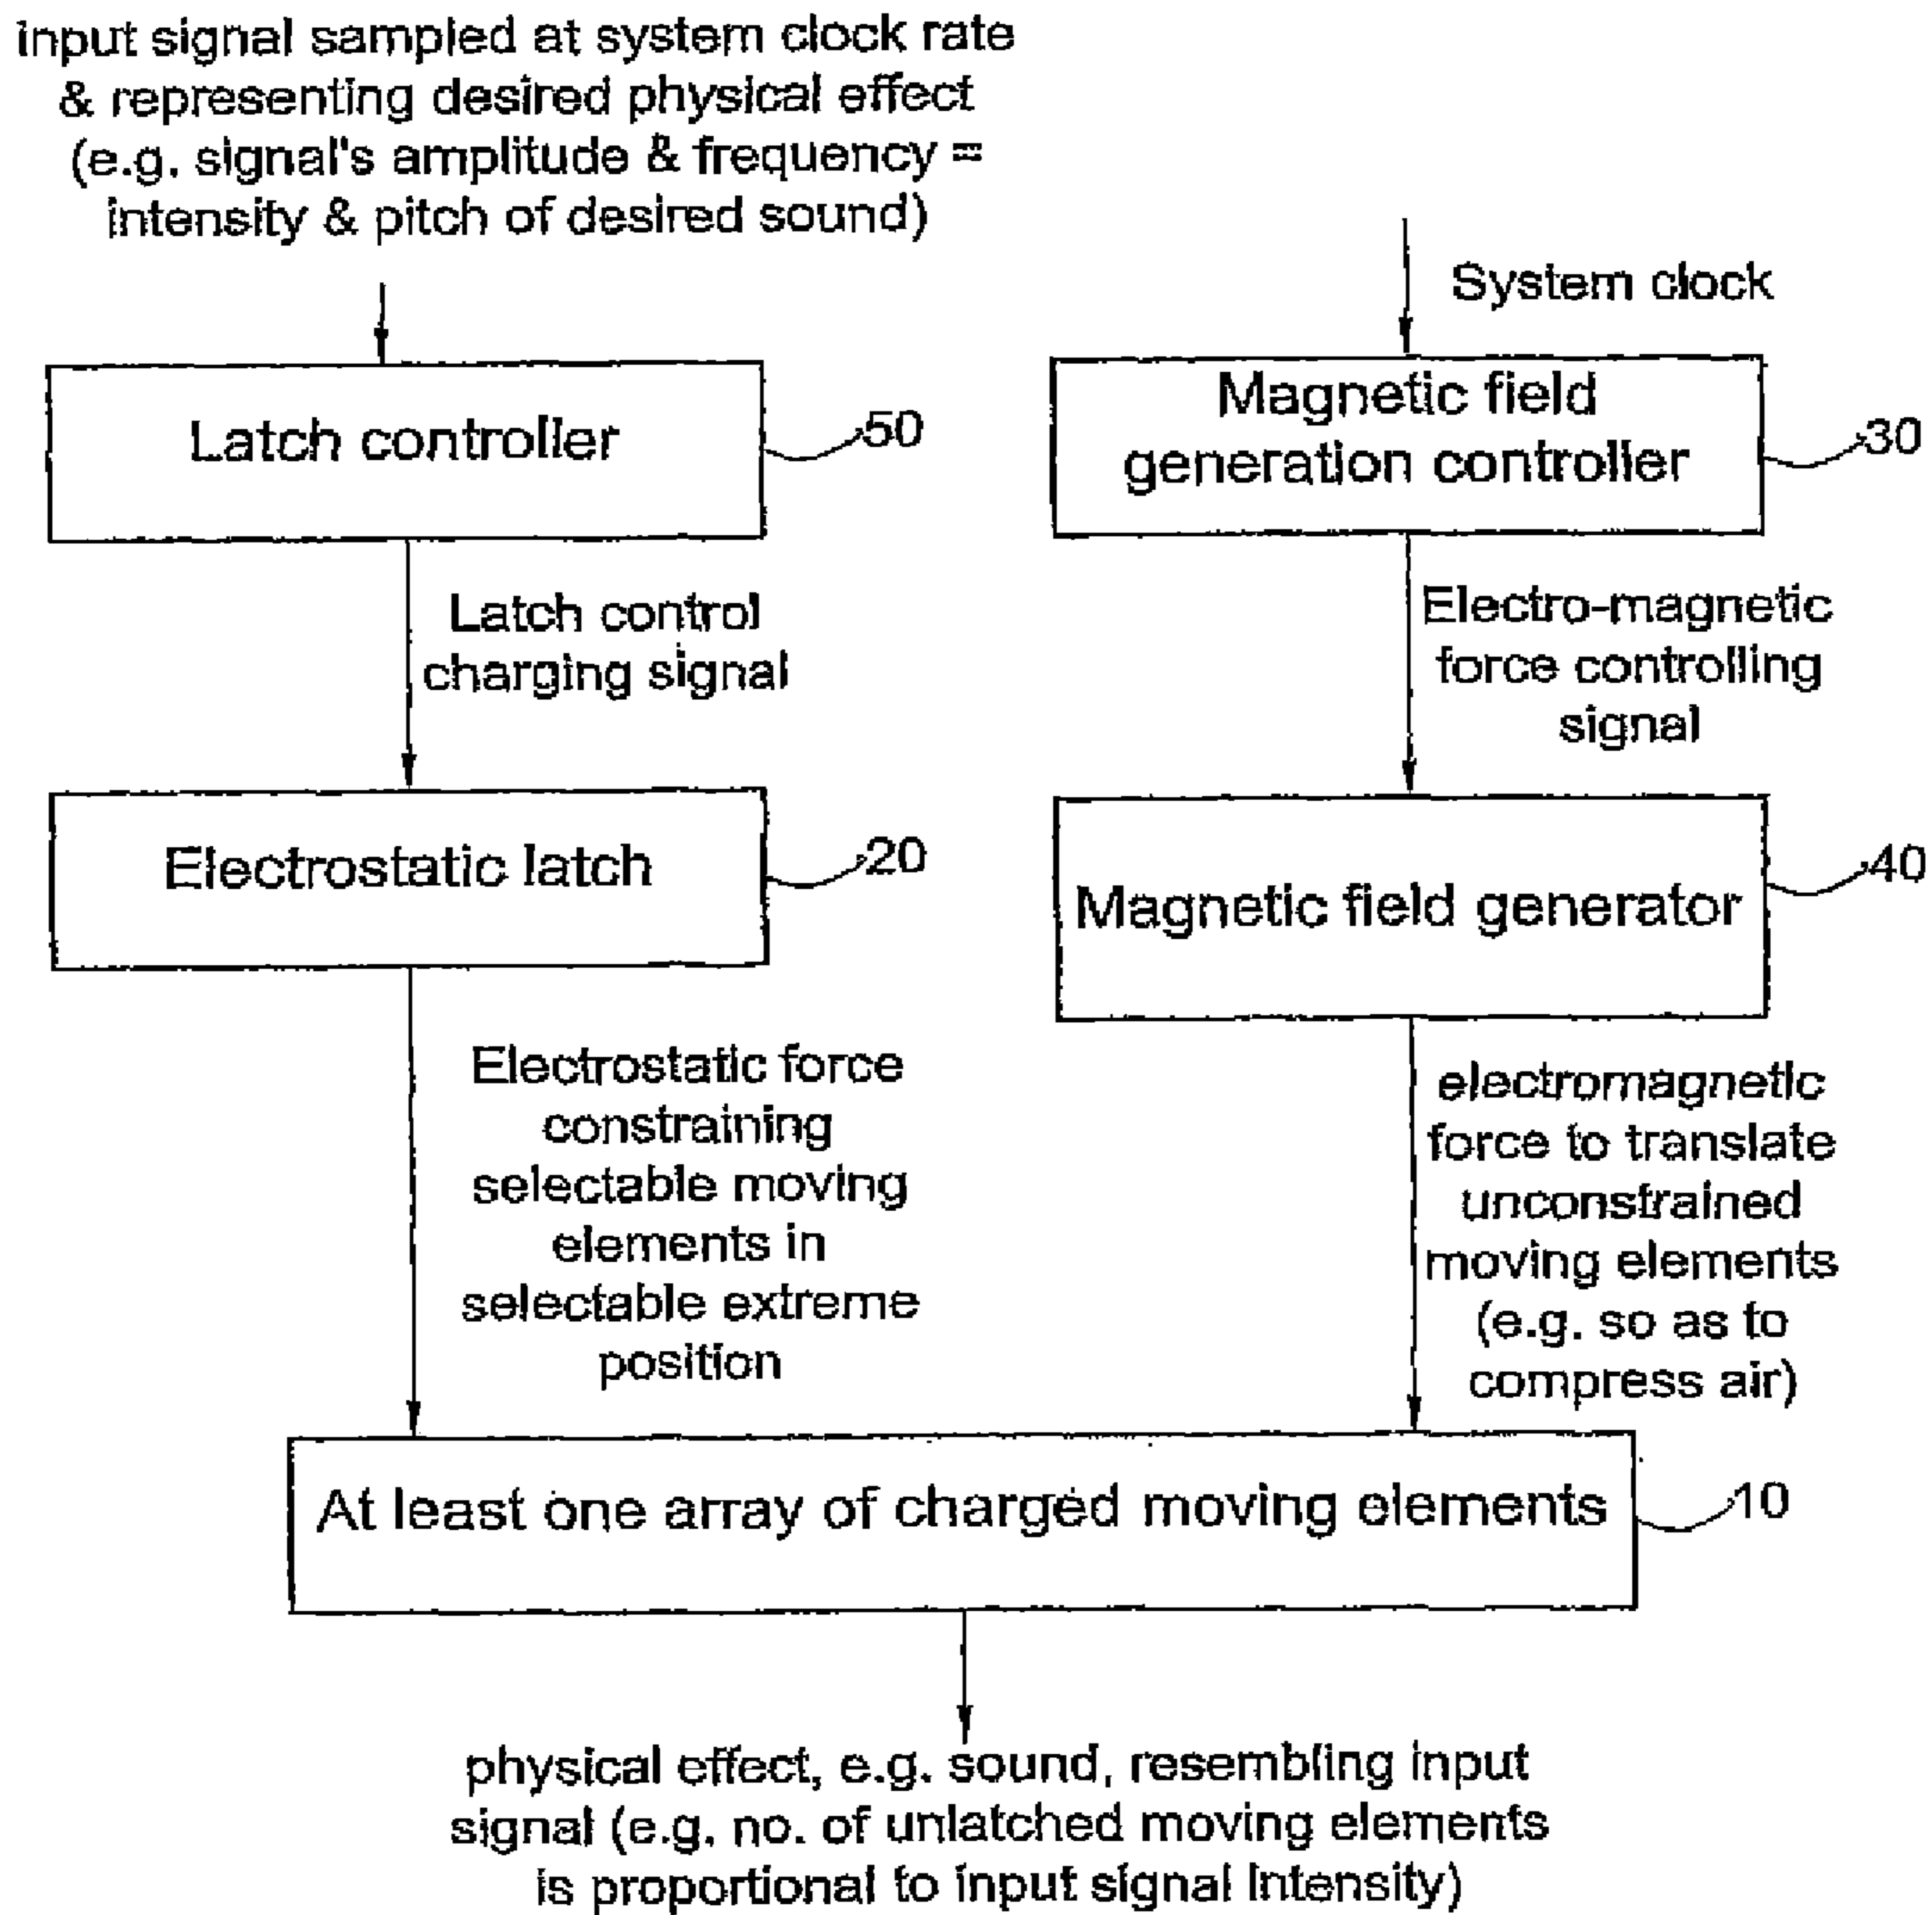 input signal sampled at system clock rate
& representing desired physical effect
(e.g. signal's amplitude & frequency =
intensity & pitch of desired sound)
System clock
Latch controller
50
Magnetic field
generation controller
30
Latch control
charging signal
Electro-magnetic
force controlling
signal
Electrostatic latch
20
Magnetic field generator
40
Electrostatic force
constraining
selectable moving
elements in
selectable extreme
position
electromagnetic
force to translate
unconstrained
moving elements
(e.g. so as to
compress air)
At least one array of charged moving elements
10
physical effect, e.g. sound, resembling input
signal (e.g. no. of unlatched moving elements
is proportional to input signal intensity)